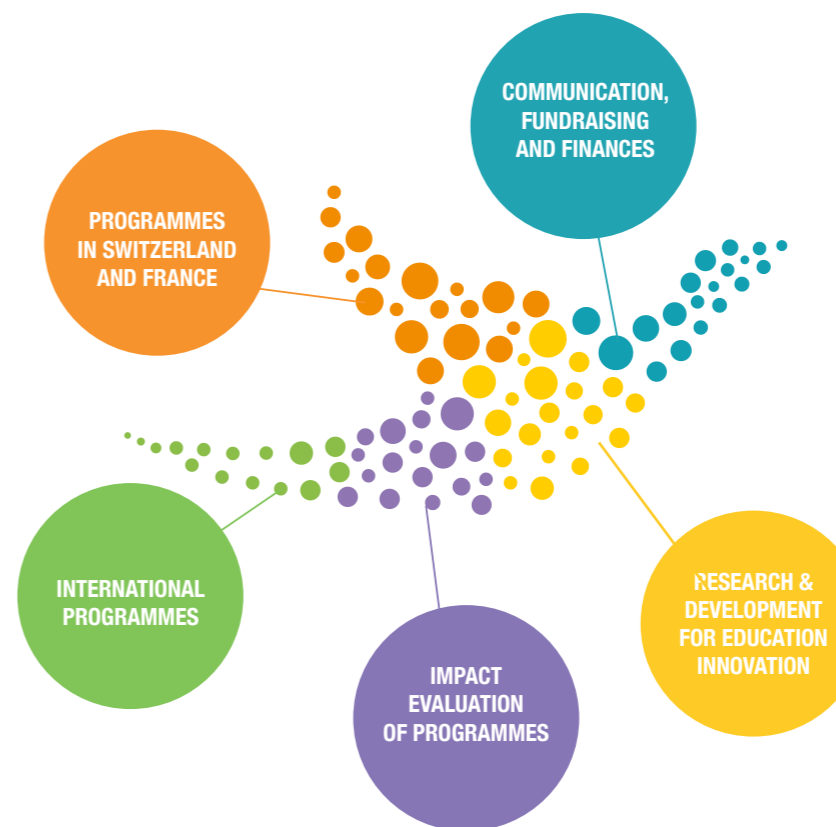 COMMUNICATION,
FUNDRAISING
AND FINANCES
PROGRAMMES
IN SWITZERLAND
AND FRANCE
INTERNATIONAL
PROGRAMMES
RESEARCH &
DEVELOPMENT
FOR EDUCATION
INNOVATION
IMPACT
EVALUATION
OF PROGRAMMES